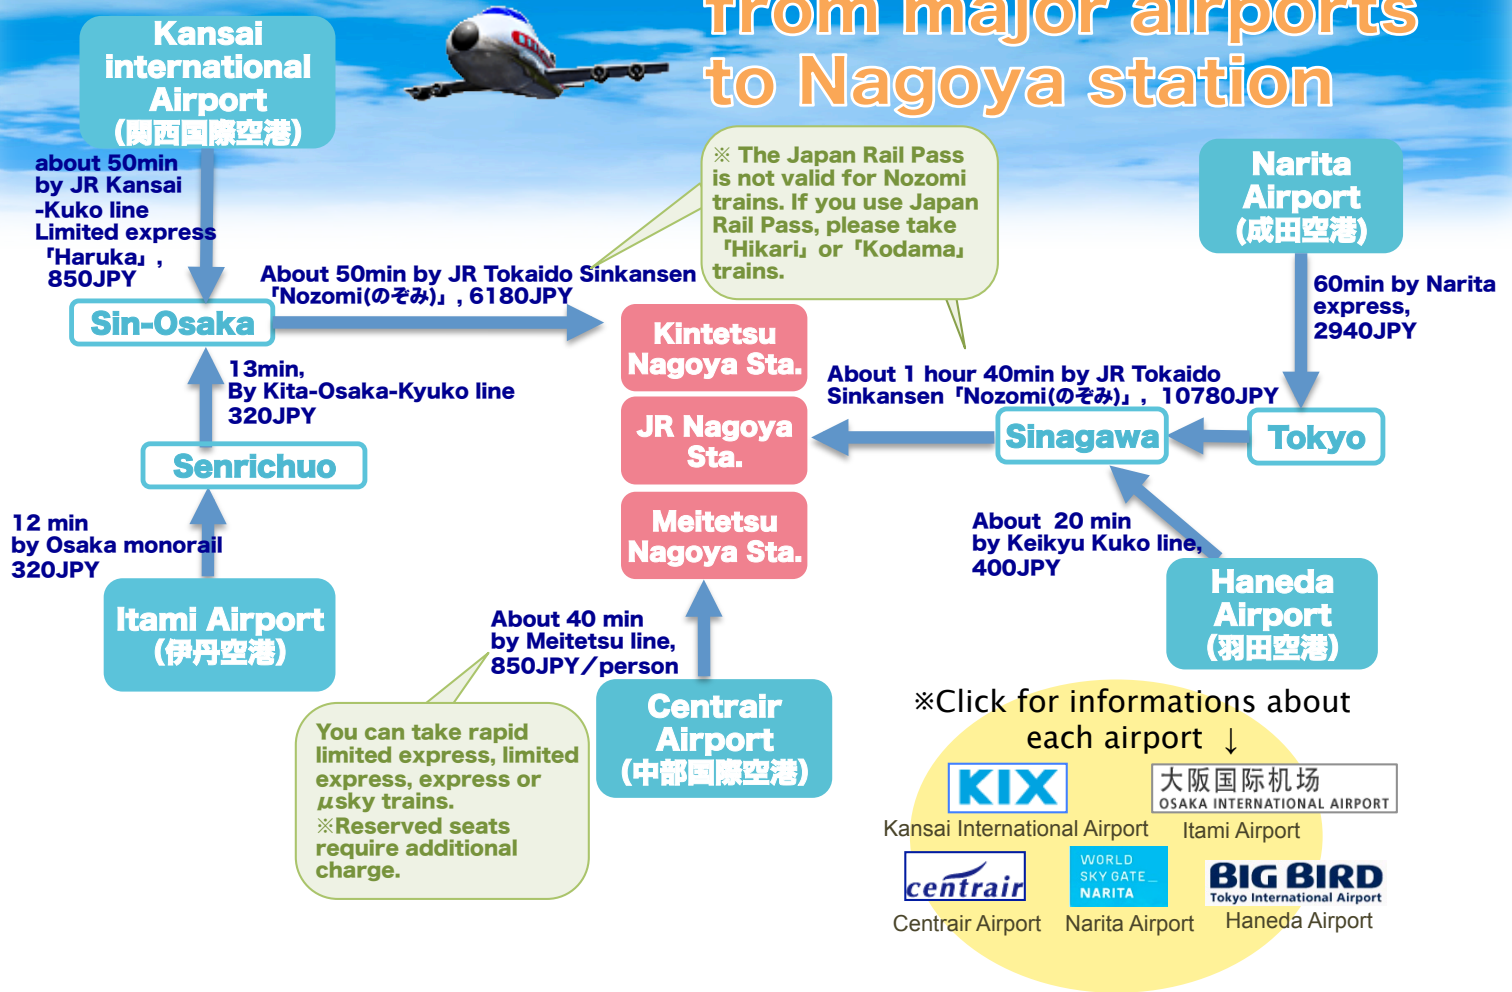 from major airports
to Nagoya station
Kansai
international
Airport
(関西国際空港)
about 50min
by JR Kansai
-Kuko line
Limited express
「Haruka」,
850JPY
※ The Japan Rail Pass
is not valid for Nozomi
trains. If you use Japan
Rail Pass, please take
「Hikari」or「Kodama」
trains.
Narita
Airport
(成田空港)
60min by Narita
express,
2940JPY
About 50min by JR Tokaido Sinkansen
「Nozomi(のぞみ)」, 6180JPY
Sin-Osaka
Kintetsu
Nagoya Sta.
13min,
By Kita-Osaka-Kyuko line
320JPY
About 1 hour 40min by JR Tokaido
Sinkansen「Nozomi(のぞみ)」, 10780JPY
JR Nagoya
Sta.
Sinagawa
Tokyo
Senrichuo
Meitetsu
Nagoya Sta.
12 min
by Osaka monorail
320JPY
About 20 min
by Keikyu Kuko line,
400JPY
Itami Airport
(伊丹空港)
Haneda
Airport
(羽田空港)
About 40 min
by Meitetsu line,
850JPY／person
Centrair
Airport
(中部国際空港)
You can take rapid
limited express, limited
express, express or
μsky trains.
※Reserved seats
require additional
charge.
※Click for informations about
each airport ↓
KIX
Kansai International Airport
大阪国际机场
OSAKA INTERNATIONAL AIRPORT
Itami Airport
centrair
Centrair Airport
WORLD
SKY GATE_
NARITA
Narita Airport
BIG BIRD
Tokyo International Airport
Haneda Airport